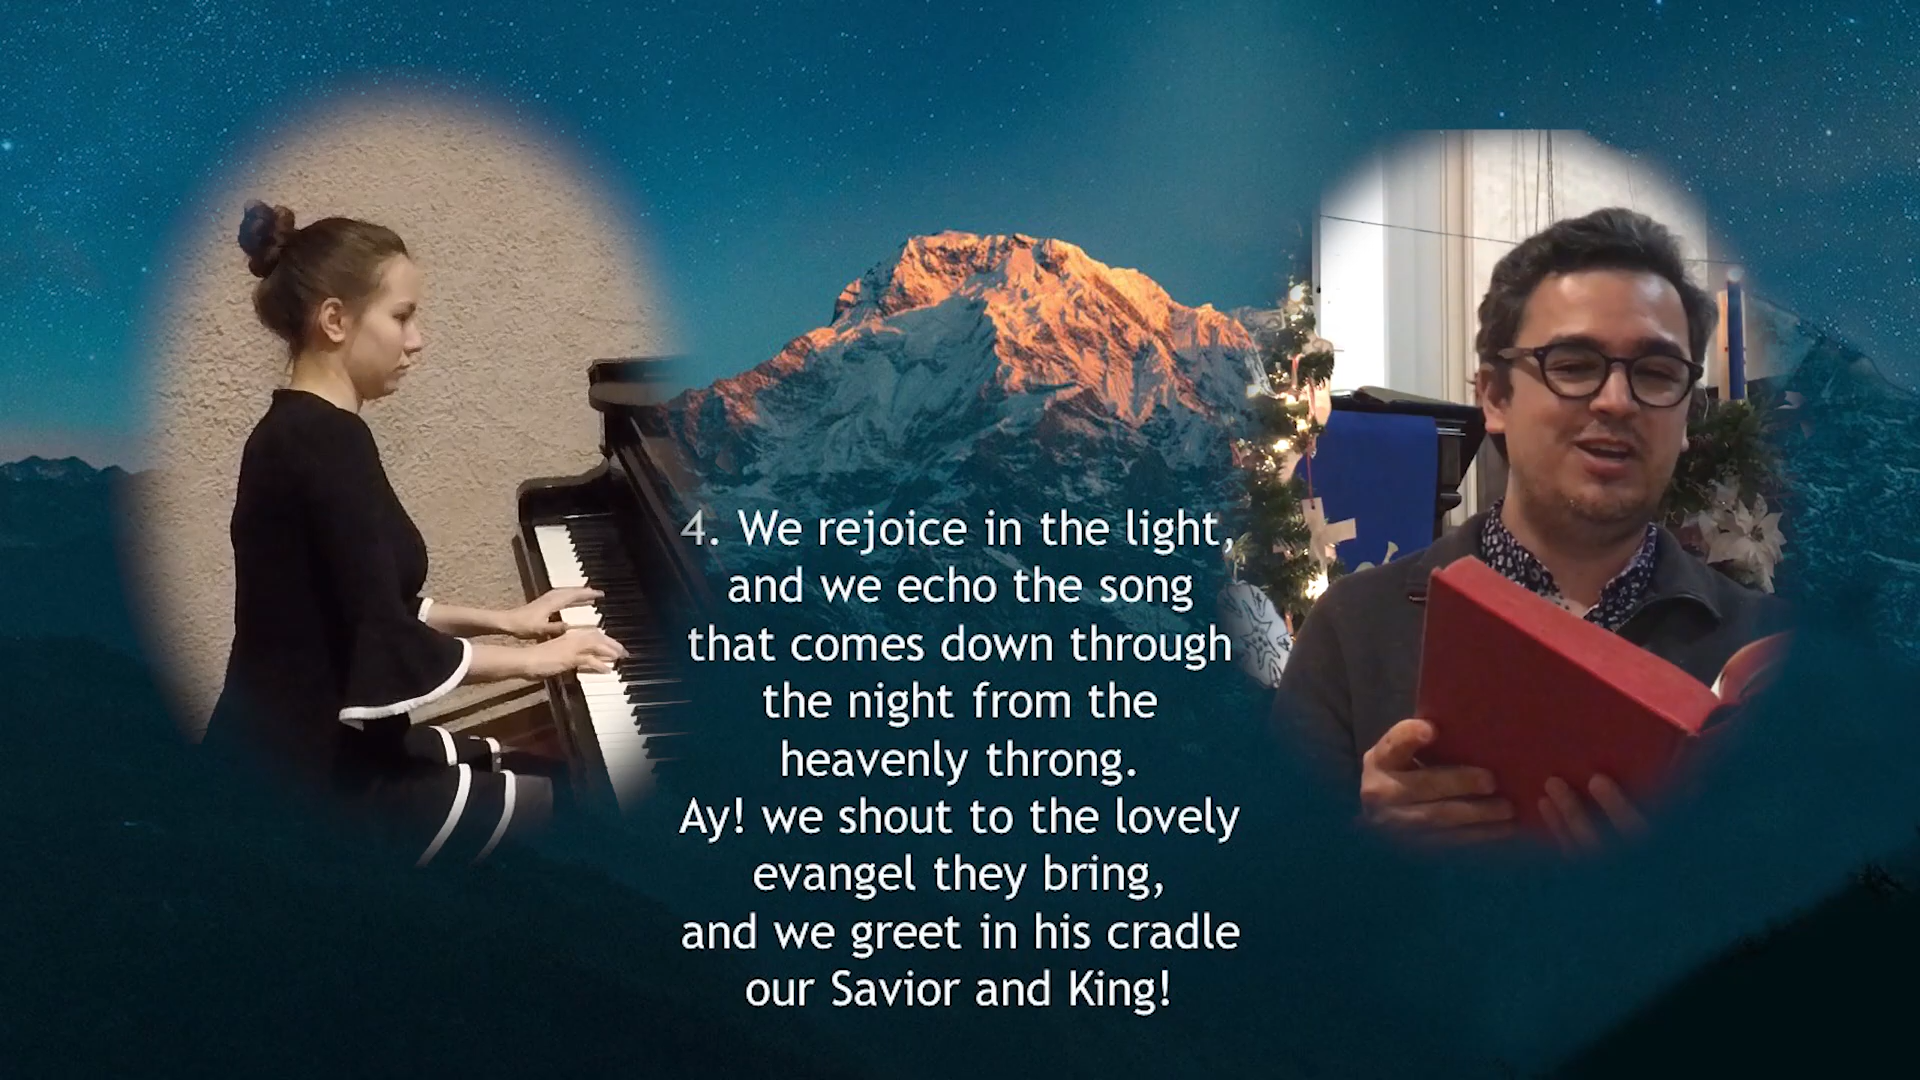 4. We rejoice in the light,
and we echo the song
that comes down through
the night from the
heavenly throng.
Ay! we shout to the lovely
evangel they bring,
and we greet in his cradle
our Savior and King!